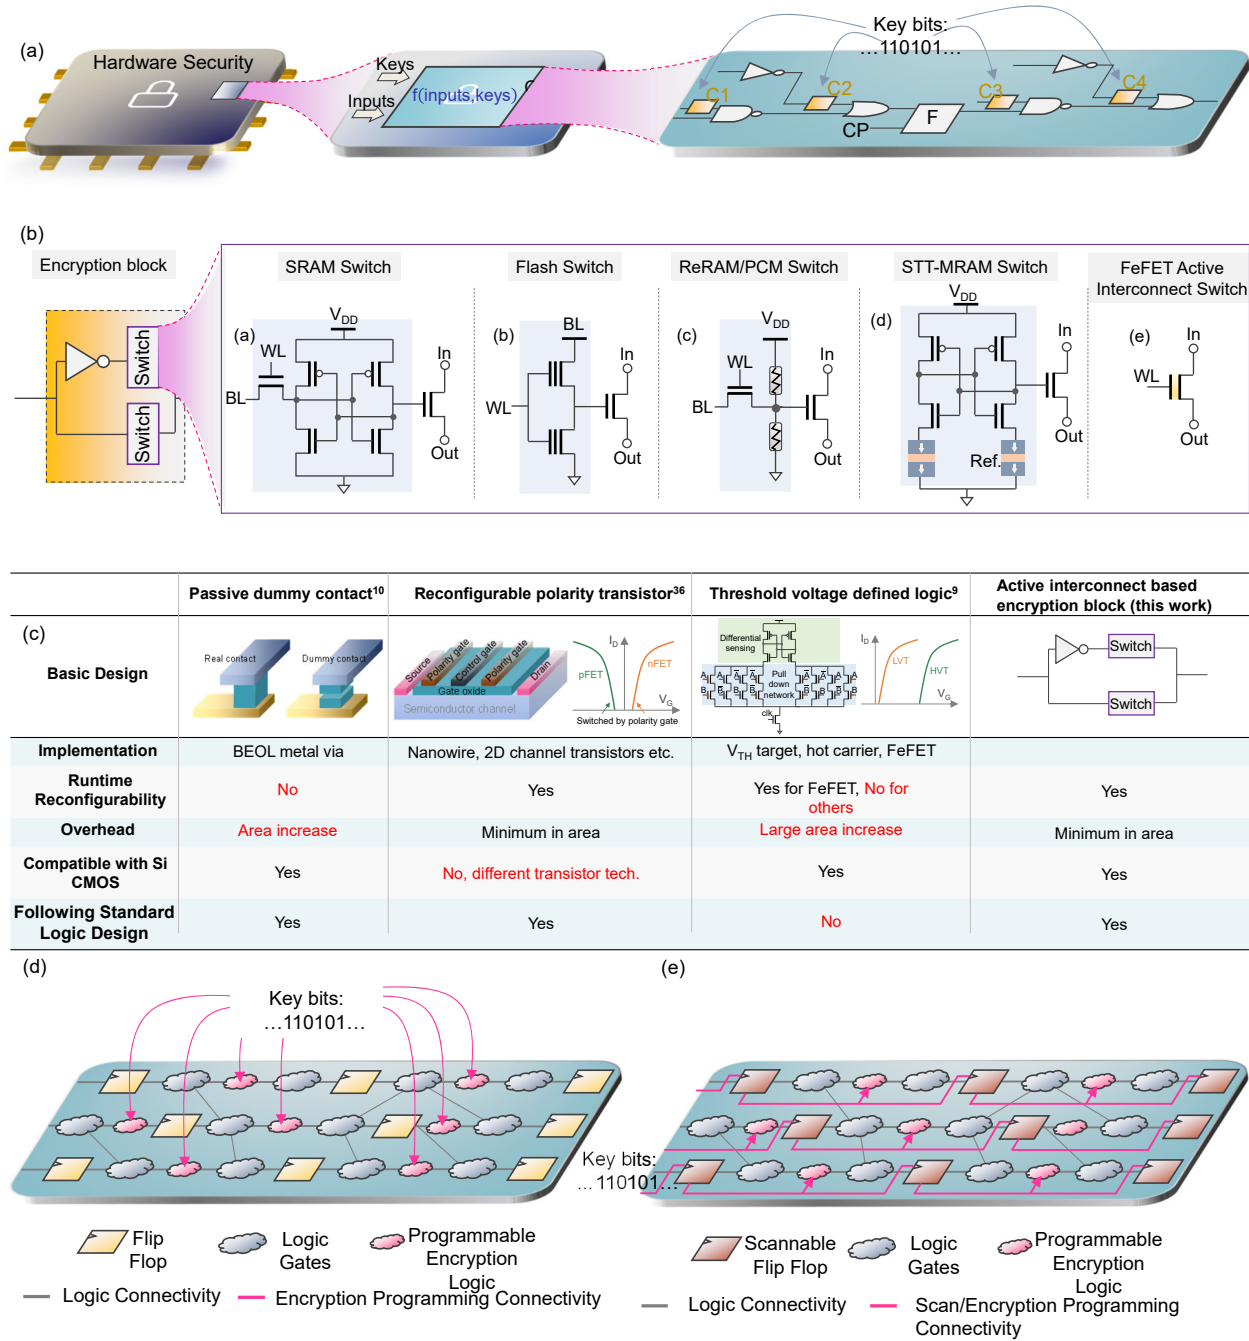 (a)
Hardware Security
Keys
Inputs
f(inputs,keys)
Key bits:
…110101…
C1
C2
C3
C4
CP
F
(b)
Encryption block
Switch
Switch
SRAM Switch
(a)
V_DD
WL
BL
In
Out
Flash Switch
(b)
BL
WL
In
Out
ReRAM/PCM Switch
(c)
V_DD
WL
BL
In
Out
STT-MRAM Switch
(d)
V_DD
In
Out
Ref.
FeFET Active
Interconnect Switch
(e)
In
WL
Out
Passive dummy contact10
Reconfigurable polarity transistor36
Threshold voltage defined logic9
Active interconnect based
encryption block (this work)
(c)
Basic Design
Real contact
Dummy contact
Source
Polarity gate
Control gate
Polarity gate
Drain
Gate oxide
Semiconductor channel
I_D
pFET
nFET
V_G
Switched by polarity gate
Differential
sensing
Pull
down
network
A A A A A A A A
B B B B B B B B
clk
I_D
LVT
HVT
V_G
Switch
Switch
Implementation
BEOL metal via
Nanowire, 2D channel transistors etc.
V_TH target, hot carrier, FeFET
Runtime
Reconfigurability
No
Yes
Yes for FeFET, No for
others
Yes
Overhead
Area increase
Minimum in area
Large area increase
Minimum in area
Compatible with Si
CMOS
Yes
No, different transistor tech.
Yes
Yes
Following Standard
Logic Design
Yes
Yes
No
Yes
(d)
Key bits:
…110101…
Flip
Flop
Logic
Gates
Programmable
Encryption
Logic
Logic Connectivity
Encryption Programming Connectivity
(e)
Key bits:
…110101…
Scannable
Flip Flop
Logic
Gates
Programmable
Encryption
Logic
Logic Connectivity
Scan/Encryption Programming
Connectivity